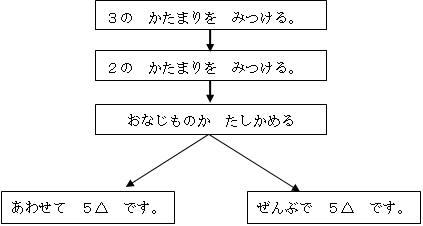 ３の　かたまりを　みつける。
２の　かたまりを　みつける。
おなじものか　たしかめる
あわせて　５△　です。
ぜんぶで　５△　です。